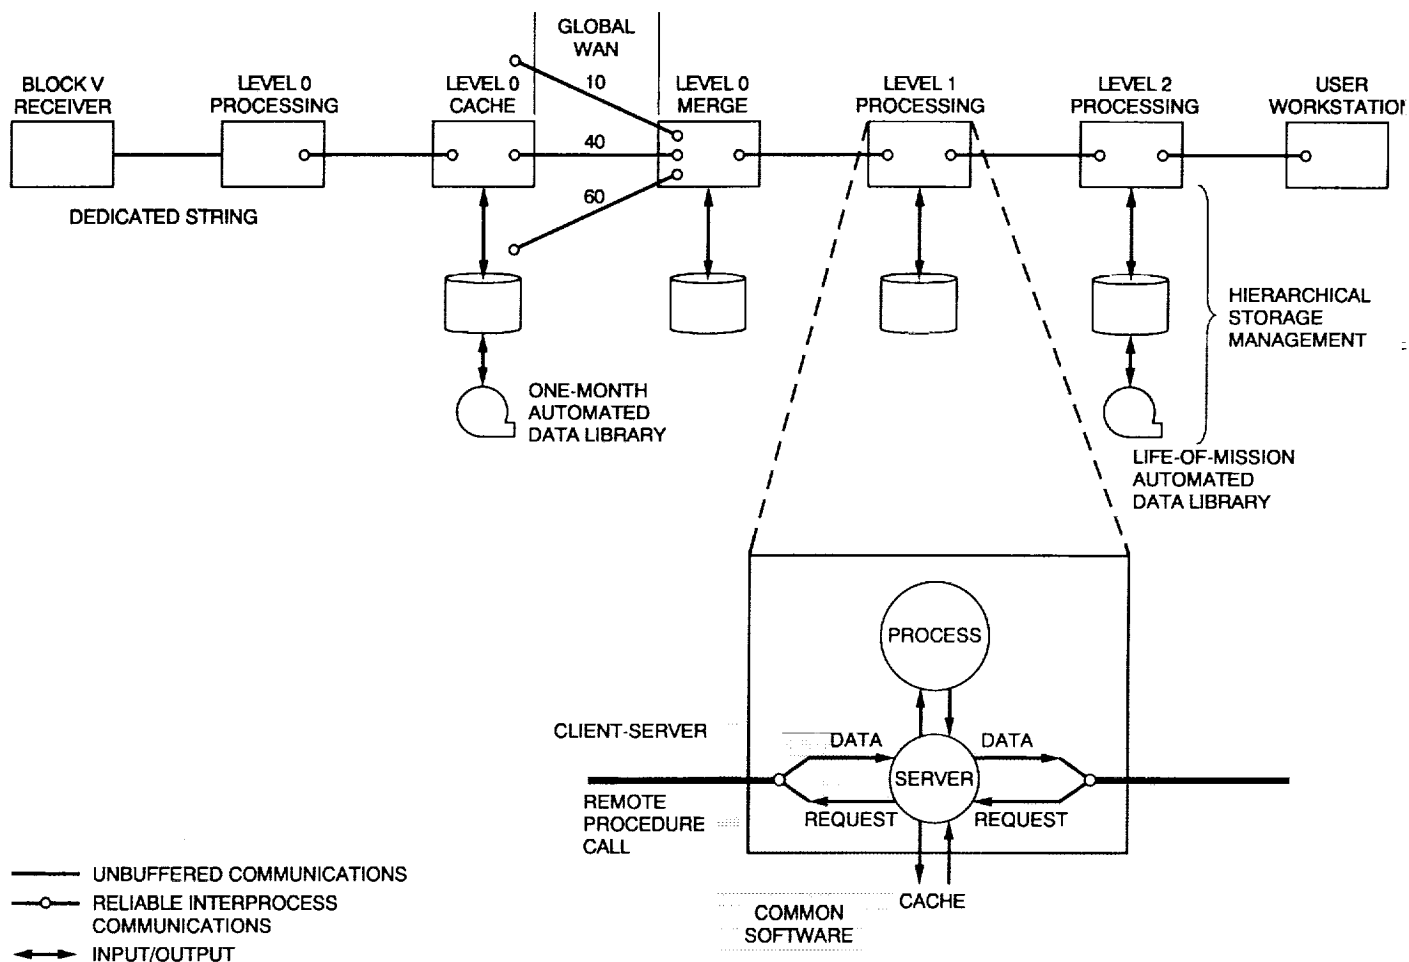 GLOBAL
WAN
BLOCK V
RECEIVER
LEVEL 0
PROCESSING
LEVEL 0
CACHE
10
40
60
LEVEL 0
MERGE
LEVEL 1
PROCESSING
LEVEL 2
PROCESSING
USER
WORKSTATION
DEDICATED STRING
ONE-MONTH
AUTOMATED
DATA LIBRARY
HIERARCHICAL
STORAGE
MANAGEMENT
LIFE-OF-MISSION
AUTOMATED
DATA LIBRARY
PROCESS
CLIENT-SERVER
DATA
DATA
SERVER
REMOTE
PROCEDURE
CALL
REQUEST
REQUEST
CACHE
COMMON
SOFTWARE
UNBUFFERED COMMUNICATIONS
RELIABLE INTERPROCESS
COMMUNICATIONS
INPUT/OUTPUT